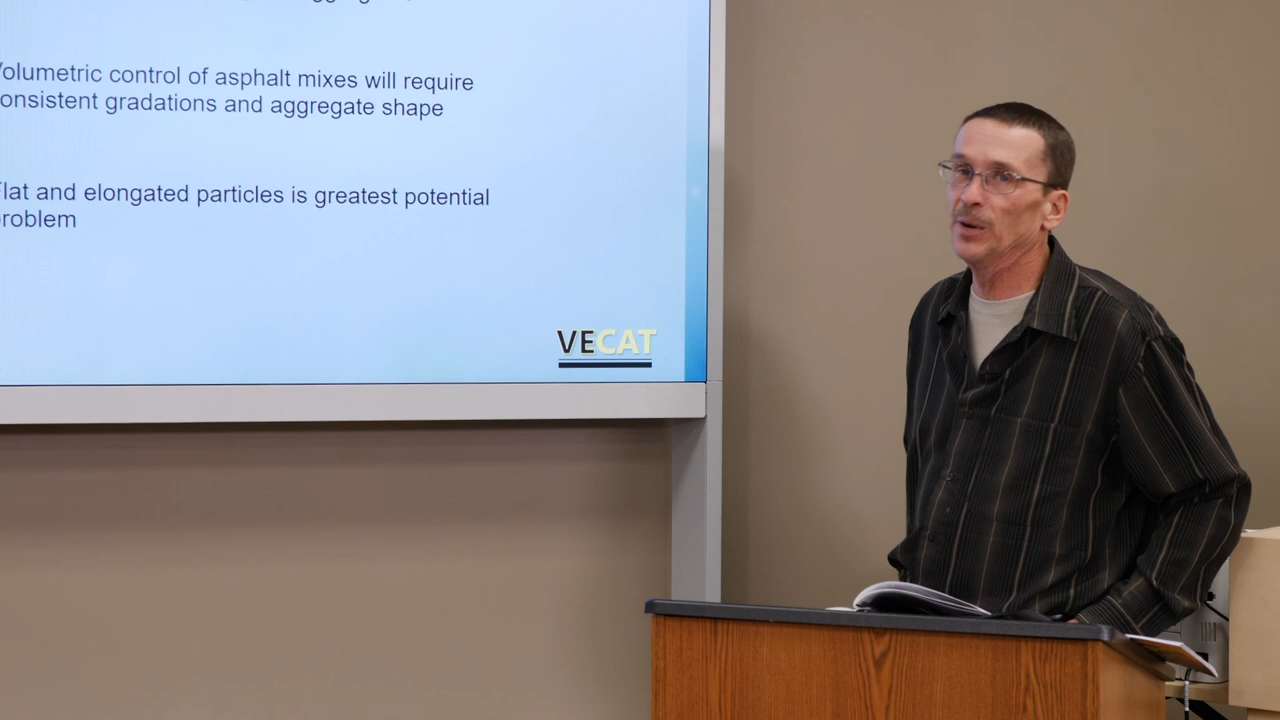 olumetric control of asphalt mixes will require
onsistent gradations and aggregate shape
lat and elongated particles is greatest potential
roblem
VECAT